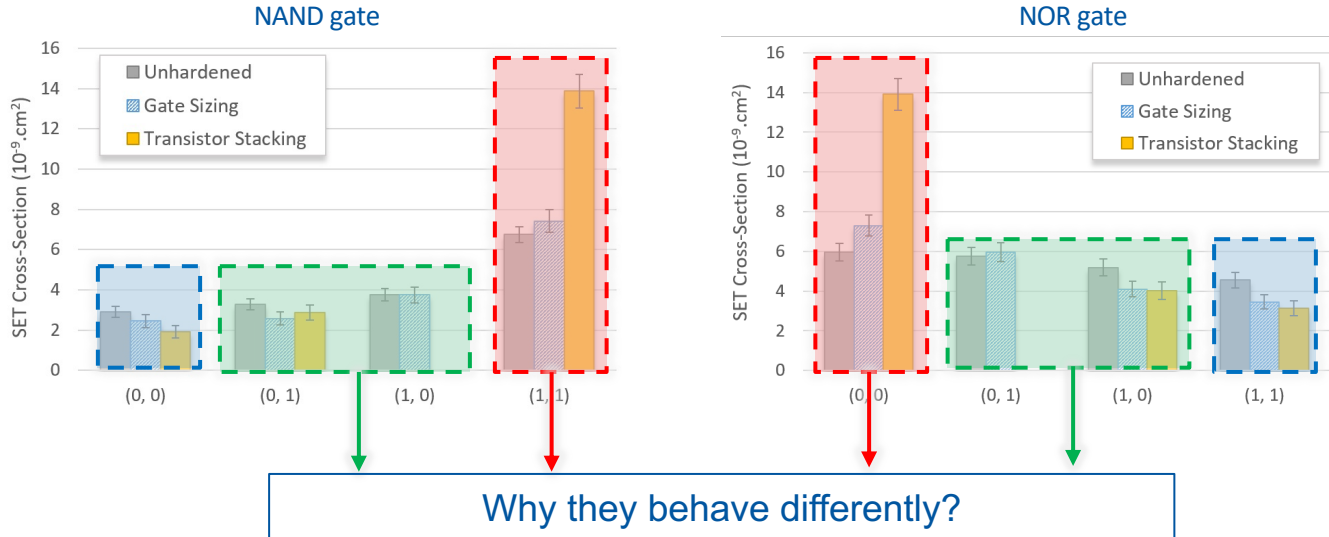 NAND gate
NOR gate
SET Cross-Section (10⁻⁹.cm²)
16
14
12
10
8
6
4
2
0
Unhardened
Gate Sizing
Transistor Stacking
(0, 0)
(0, 1)
(1, 0)
(1, 1)
SET Cross-Section (10⁻⁹.cm²)
16
14
12
10
8
6
4
2
0
Unhardened
Gate Sizing
Transistor Stacking
(0, 0)
(0, 1)
(1, 0)
(1, 1)
Why they behave differently?